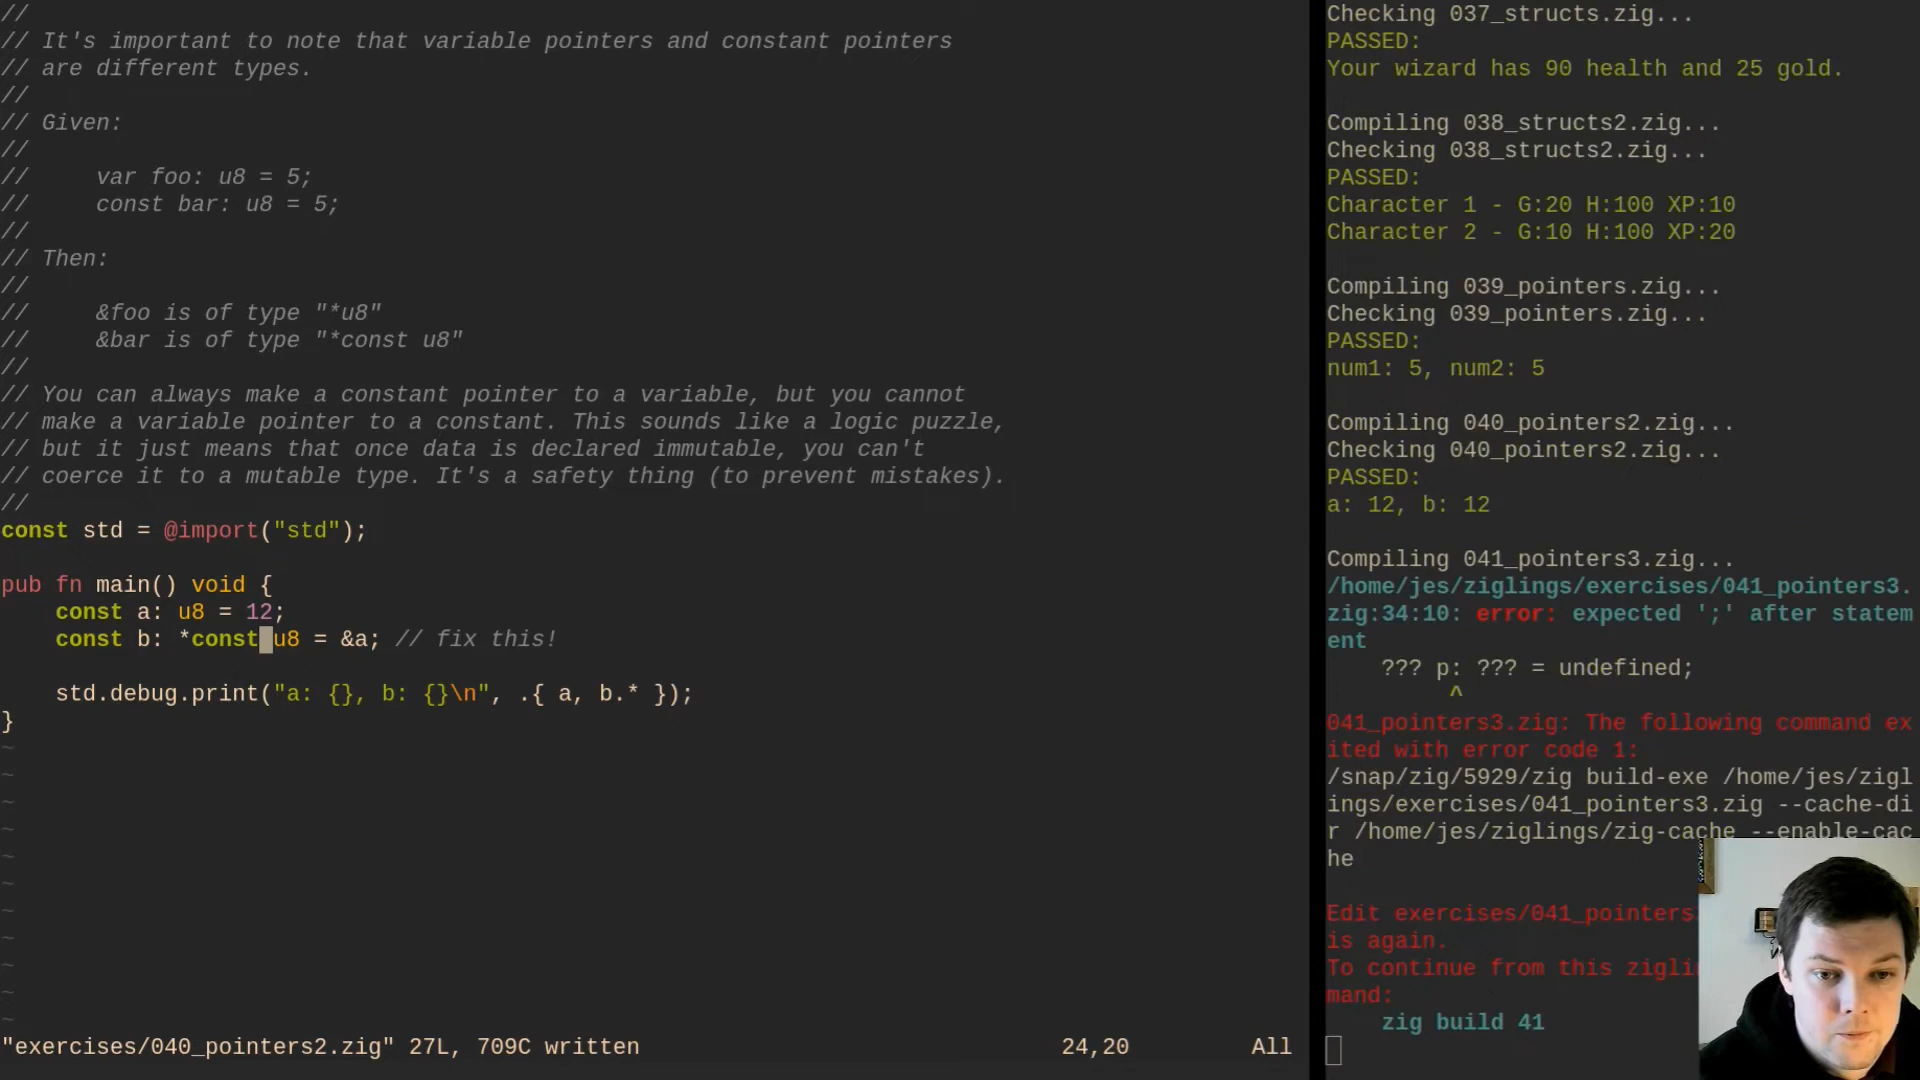 //
// It's important to note that variable pointers and constant pointers
// are different types.
//
// Given:
//
//     var foo: u8 = 5;
//     const bar: u8 = 5;
//
// Then:
//
//     &foo is of type "*u8"
//     &bar is of type "*const u8"
//
// You can always make a constant pointer to a variable, but you cannot
// make a variable pointer to a constant. This sounds like a logic puzzle,
// but it just means that once data is declared immutable, you can't
// coerce it to a mutable type. It's a safety thing (to prevent mistakes).
//
const std = @import("std");
pub fn main() void {
    const a: u8 = 12;
    const b: *const u8 = &a; // fix this!
    std.debug.print("a: {}, b: {}\n", .{ a, b.* });
}
~
~
~
~
~
~
~
~
~
~
~
"exercises/040_pointers2.zig" 27L, 709C written 24,20 All
Checking 037_structs.zig...
PASSED:
Your wizard has 90 health and 25 gold.
Compiling 038_structs2.zig...
Checking 038_structs2.zig...
PASSED:
Character 1 - G:20 H:100 XP:10
Character 2 - G:10 H:100 XP:20
Compiling 039_pointers.zig...
Checking 039_pointers.zig...
PASSED:
num1: 5, num2: 5
Compiling 040_pointers2.zig...
Checking 040_pointers2.zig...
PASSED:
a: 12, b: 12
Compiling 041_pointers3.zig...
/home/jes/ziglings/exercises/041_pointers3.
zig:34:10: error: expected ';' after statem
ent
    ??? p: ??? = undefined;
         ^
041_pointers3.zig: The following command ex
ited with error code 1:
/snap/zig/5929/zig build-exe /home/jes/zigl
ings/exercises/041_pointers3.zig --cache-di
r /home/jes/ziglings/zig-cache --enable-cac
he
Edit exercises/041_pointers
is again.
To continue from this zigli
mand:
    zig build 41